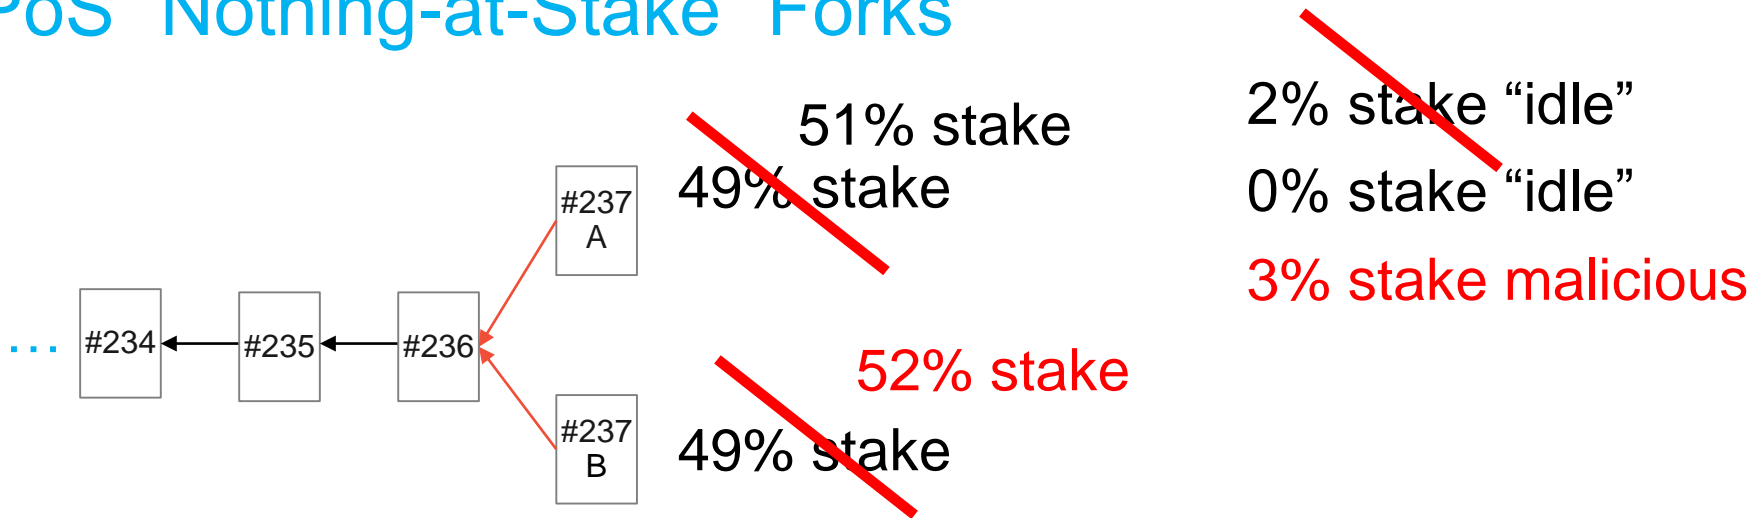 PoS “Nothing-at-Stake” Forks
51% stake
49% stake
2% stake “idle”
0% stake “idle”
3% stake malicious
#237
A
… #234 #235 #236
52% stake
49% stake
#237
B